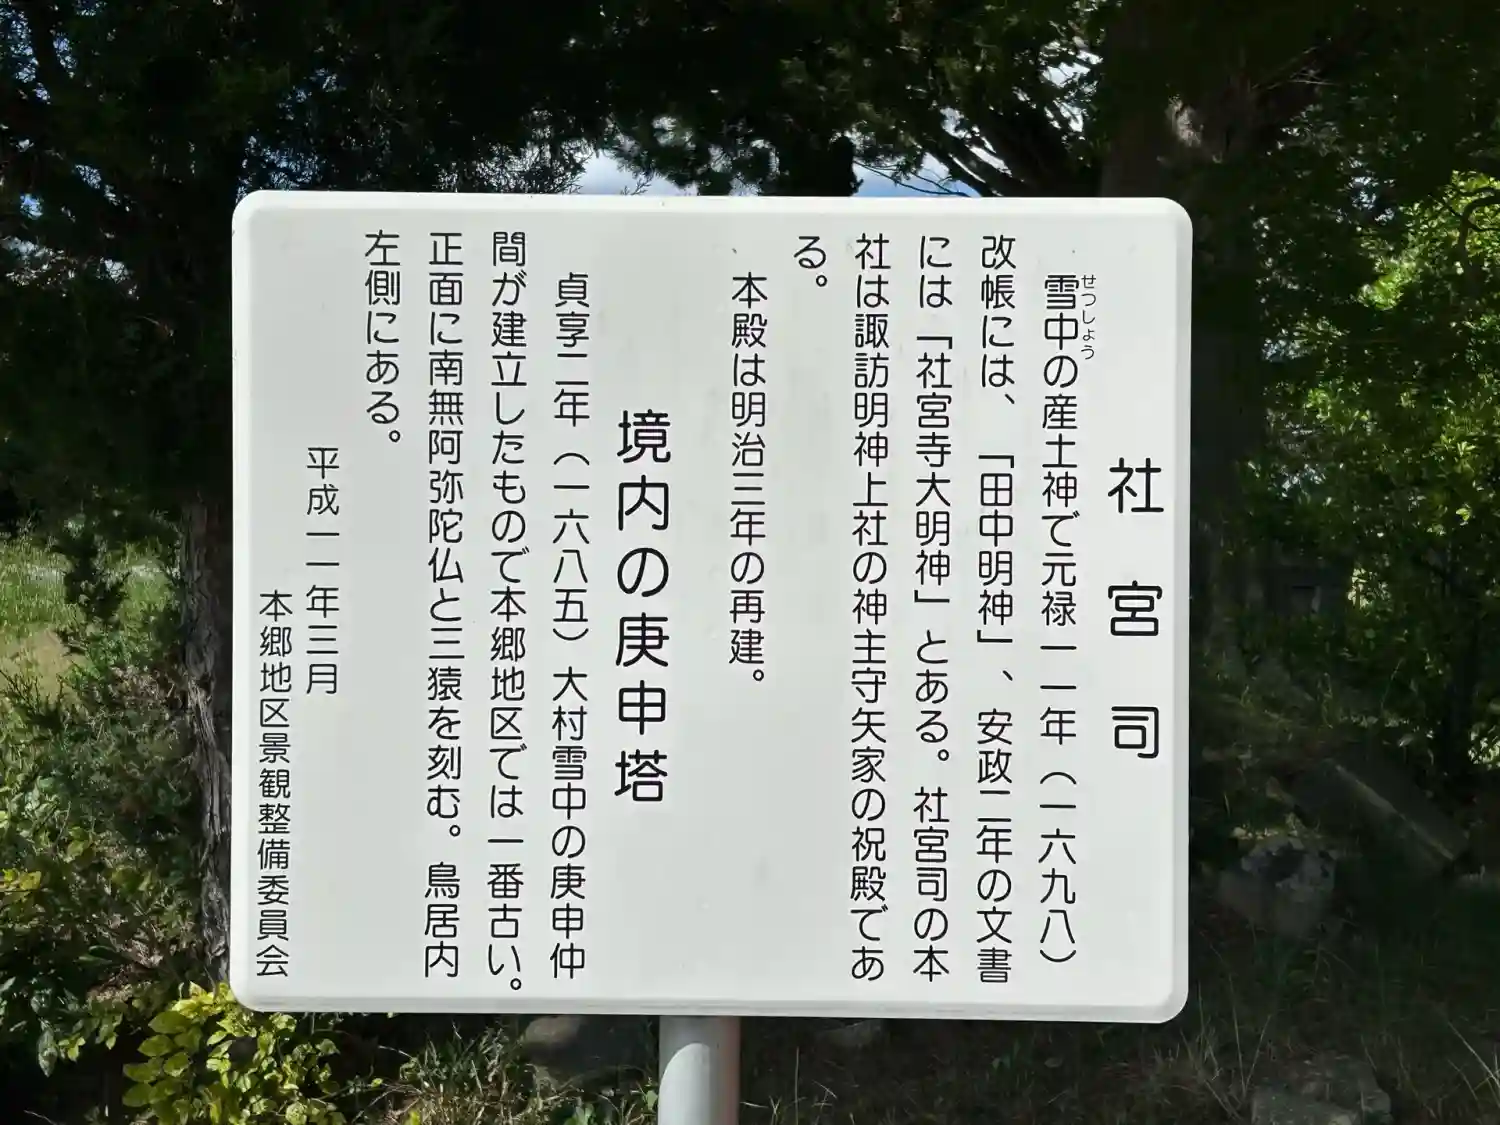 社宮司
雪中の産土神で元禄一一年（一六九八）
せつしょう
改帳には、「田中明神」、安政二年の文書
には「社宮寺大明神」とある。社宮司の本
社は諏訪明神上社の神主守矢家の祝殿であ
る。
本殿は明治三年の再建。
境内の庚申塔
貞享二年（一六八五）大村雪中の庚申仲
間が建立したもので本郷地区では一番古い。
正面に南無阿弥陀仏と三猿を刻む。鳥居内
左側にある。
平成一一年三月
本郷地区景観整備委員会